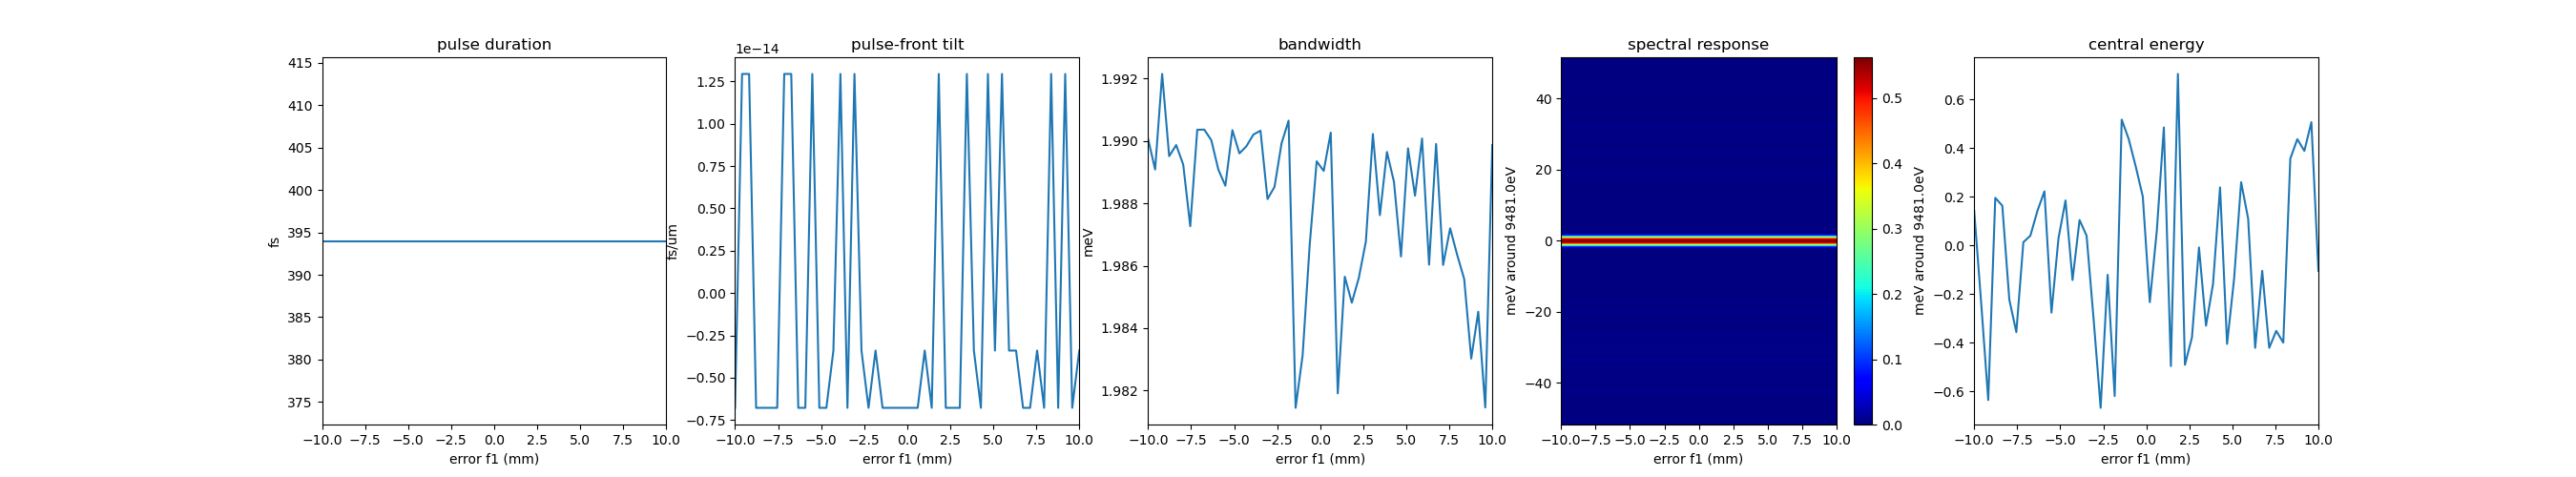 pulse duration
415
410
405
400
395
390
385
380
375
fs
−10.0 −7.5 −5.0 −2.5 0.0 2.5 5.0 7.5 10.0
error f1 (mm)
pulse-front tilt
1e−14
1.25
1.00
0.75
0.50
0.25
0.00
−0.25
−0.50
−0.75
fs/um
−10.0 −7.5 −5.0 −2.5 0.0 2.5 5.0 7.5 10.0
error f1 (mm)
bandwidth
1.992
1.990
1.988
1.986
1.984
1.982
meV
−10.0 −7.5 −5.0 −2.5 0.0 2.5 5.0 7.5 10.0
error f1 (mm)
spectral response
40
20
0
−20
−40
meV around 9481.0eV
−10.0 −7.5 −5.0 −2.5 0.0 2.5 5.0 7.5 10.0
error f1 (mm)
0.5
0.4
0.3
0.2
0.1
0.0
central energy
0.6
0.4
0.2
0.0
−0.2
−0.4
−0.6
meV around 9481.0eV
−10.0 −7.5 −5.0 −2.5 0.0 2.5 5.0 7.5 10.0
error f1 (mm)